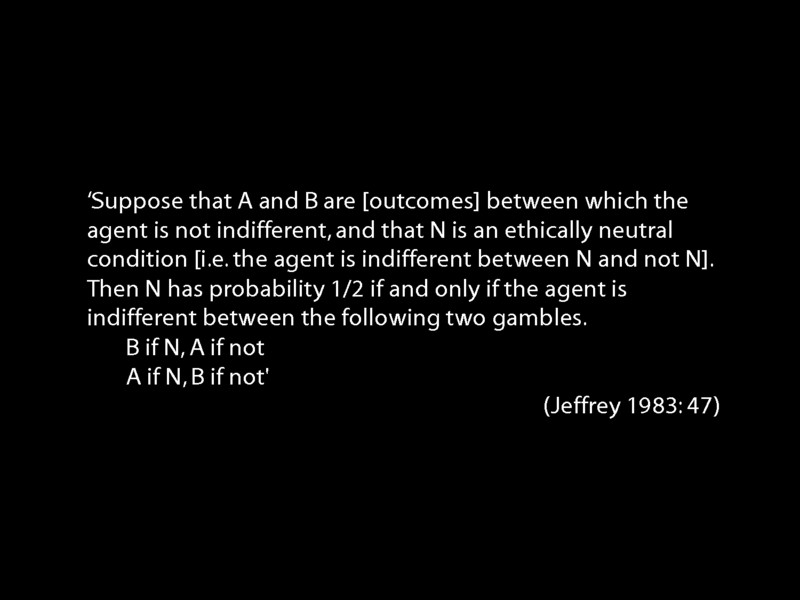 ‘Suppose that A and B are [outcomes] between which the
agent is not indifferent, and that N is an ethically neutral
condition [i.e. the agent is indifferent between N and not N].
Then N has probability 1/2 if and only if the agent is
indifferent between the following two gambles.
B if N, A if not
A if N, B if not'
(Jeffrey 1983: 47)